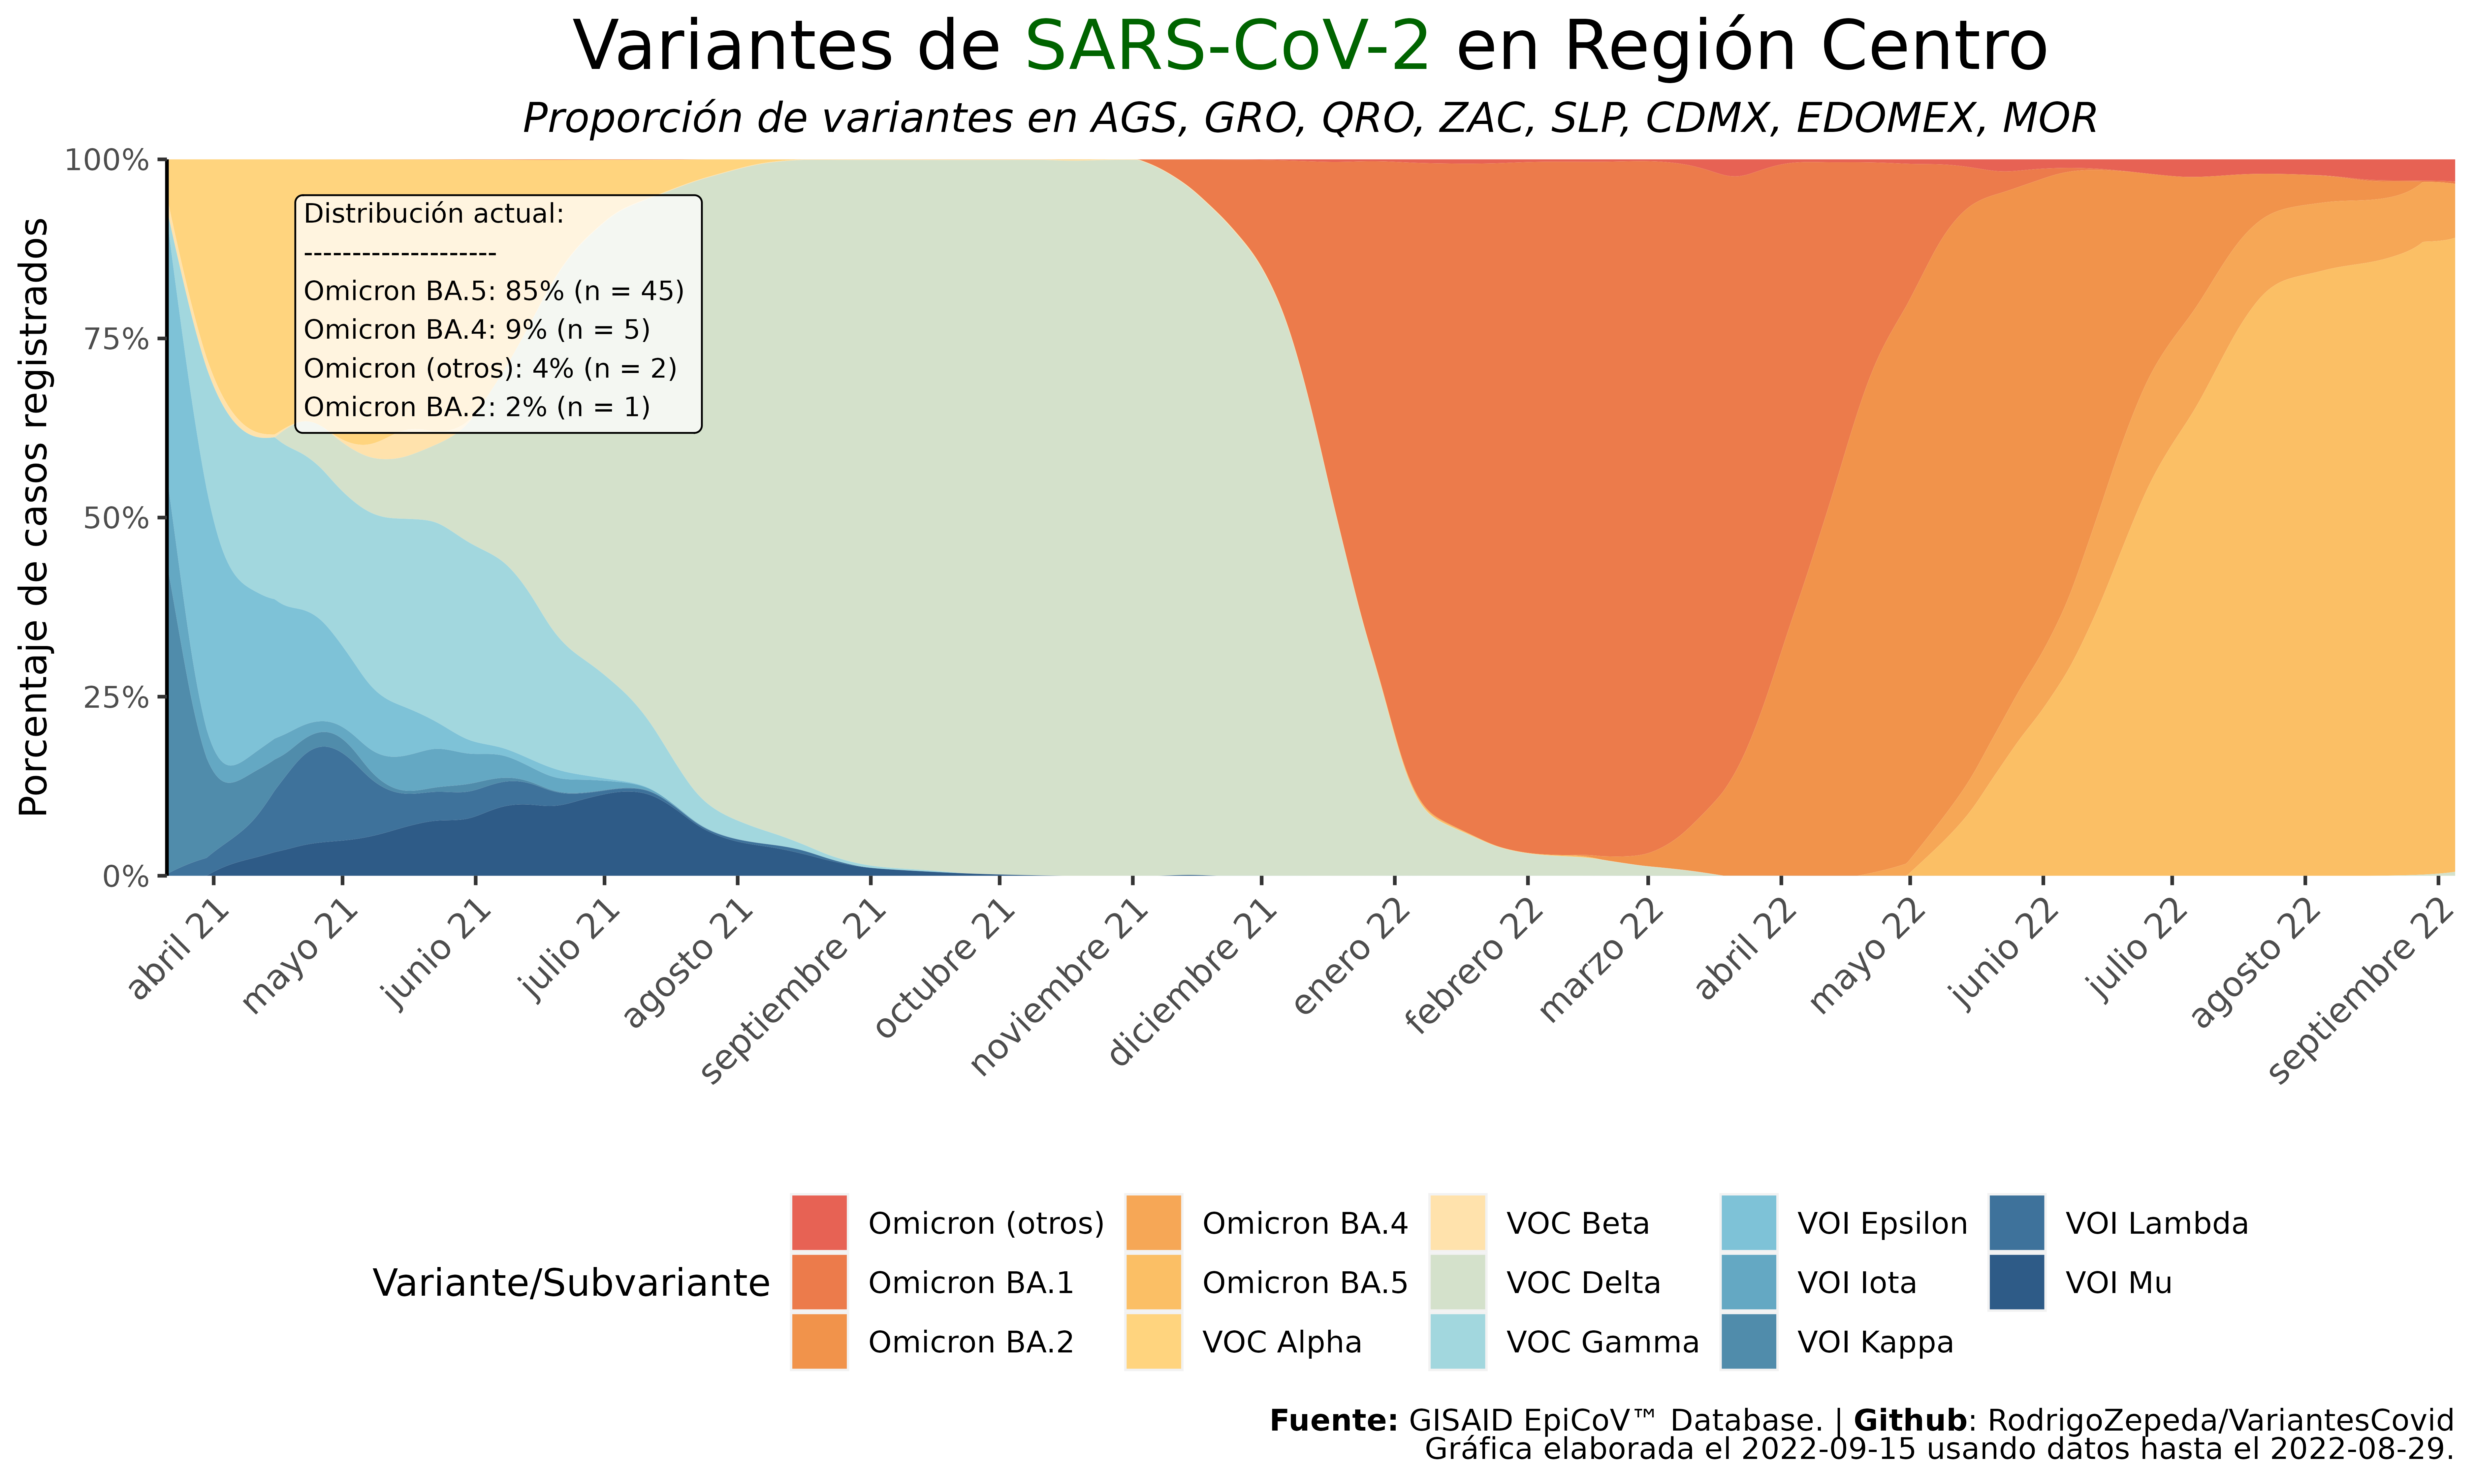 Variantes de SARS-CoV-2 en Región Centro
Proporción de variantes en AGS, GRO, QRO, ZAC, SLP, CDMX, EDOMEX, MOR
Porcentaje de casos registrados
100%
75%
50%
25%
0%
Distribución actual:
--------------------
Omicron BA.5: 85% (n = 45)
Omicron BA.4: 9% (n = 5)
Omicron (otros): 4% (n = 2)
Omicron BA.2: 2% (n = 1)
abril 21
mayo 21
junio 21
julio 21
agosto 21
septiembre 21
octubre 21
noviembre 21
diciembre 21
enero 22
febrero 22
marzo 22
abril 22
mayo 22
junio 22
julio 22
agosto 22
septiembre 22
Variante/Subvariante
Omicron (otros)
Omicron BA.1
Omicron BA.2
Omicron BA.4
Omicron BA.5
VOC Alpha
VOC Beta
VOC Delta
VOC Gamma
VOI Epsilon
VOI Iota
VOI Kappa
VOI Lambda
VOI Mu
Fuente: GISAID EpiCoV™ Database. | Github: RodrigoZepeda/VariantesCovid
Gráfica elaborada el 2022-09-15 usando datos hasta el 2022-08-29.